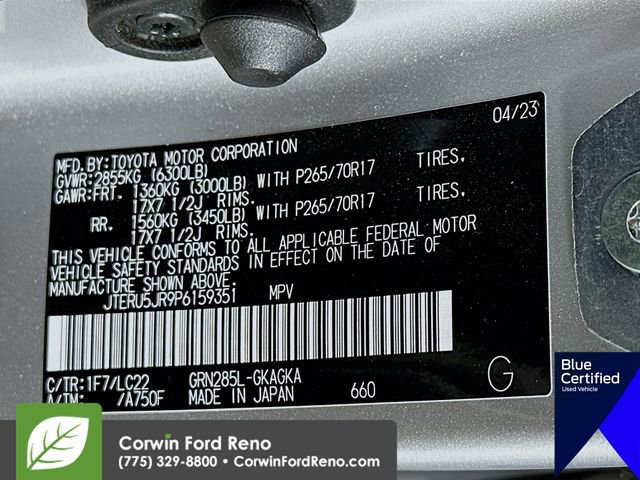 04/23
MFD.BY:TOYOTA MOTOR CORPORATION
GVWR:2855KG (6300LB)
GAWR:FRT. 1360KG (3000LB) WITH P265/70R17 TIRES.
17X7 1/2J RIMS.
RR. 1560KG (3450LB) WITH P265/70R17 TIRES.
17X7 1/2J RIMS.
THIS VEHICLE CONFORMS TO ALL APPLICABLE FEDERAL MOTOR
VEHICLE SAFETY STANDARDS IN EFFECT ON THE DATE OF
MANUFACTURE SHOWN ABOVE.
JTERU5JR9P6159351 MPV
C/TR:1F7/LC22 GRN285L-GKAGKA
A/TM: /A750F MADE IN JAPAN 660 G
Blue
Certified
Used Vehicle
Corwin Ford Reno
(775) 329-8800 • CorwinFordReno.com